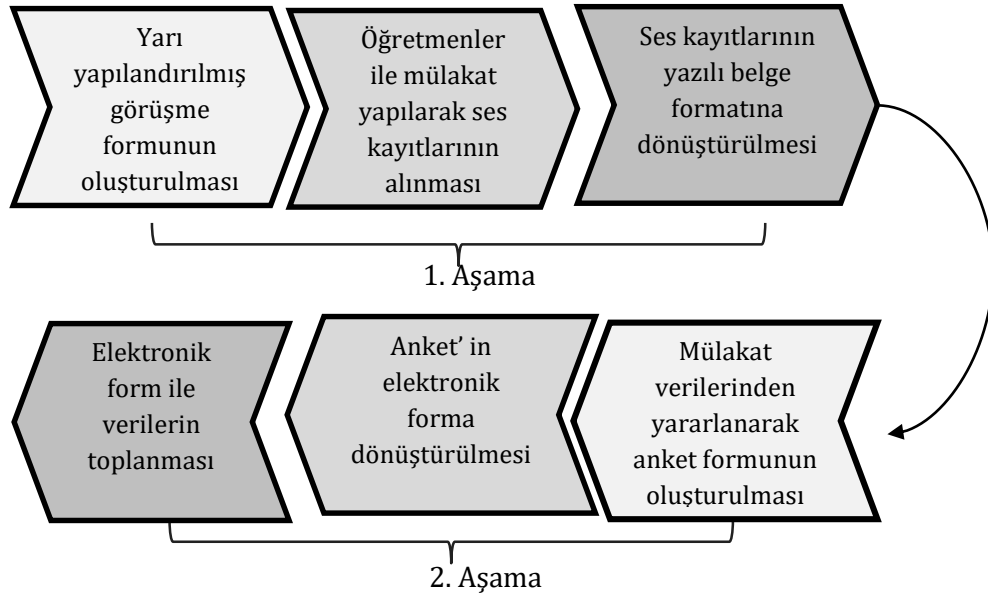 Yarı
yapılandırılmış
görüşme
formunun
oluşturulması
Öğretmenler
ile mülakat
yapılarak ses
kayıtlarının
alınması
Ses kayıtlarının
yazılı belge
formatına
dönüştürülmesi
1. Aşama
Mülakat
verilerinden
yararlanarak
anket formunun
oluşturulması
Anket’ in
elektronik
forma
dönüştürülmesi
Elektronik
form ile
verilerin
toplanması
2. Aşama